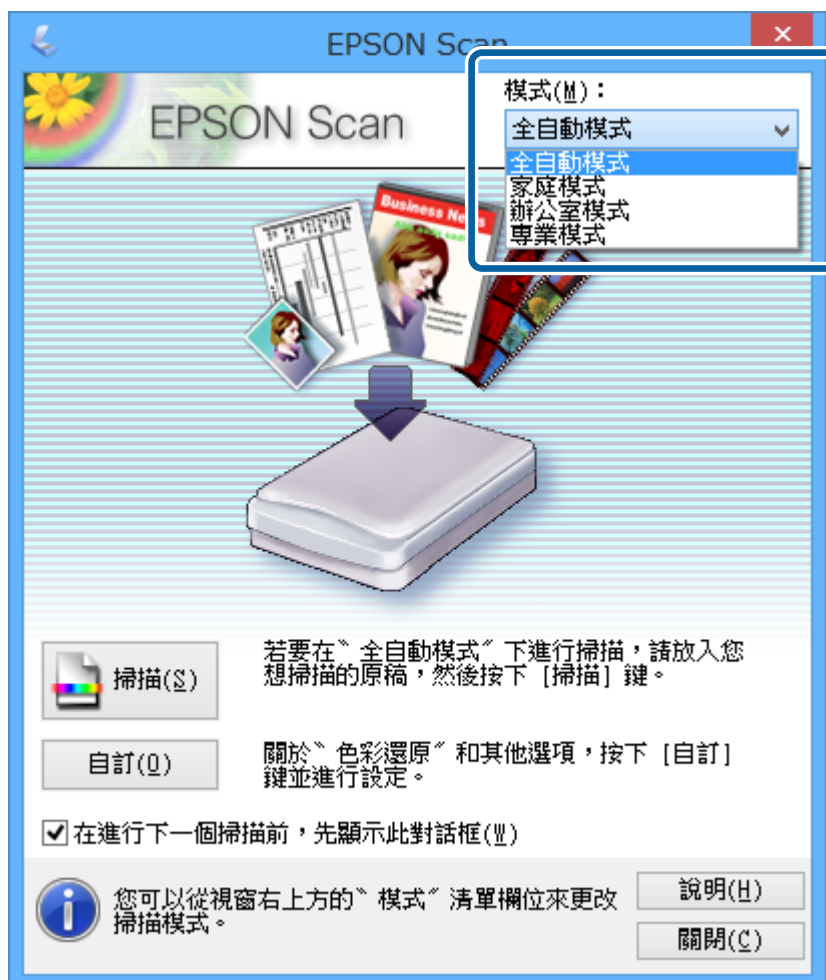 EPSON Scan
EPSON Scan
模式(M)：
全自動模式
全自動模式
家庭模式
辦公室模式
專業模式
Business Ne
掃描(S)
若要在〝全自動模式〞下進行掃描，請放入您
想掃描的原稿，然後按下 [掃描] 鍵。
自訂(O)
關於〝色彩還原〞和其他選項，按下 [自訂]
鍵並進行設定。
在進行下一個掃描前，先顯示此對話框(W)
您可以從視窗右上方的〝模式〞清單欄位來更改
掃描模式。
說明(H)
關閉(C)